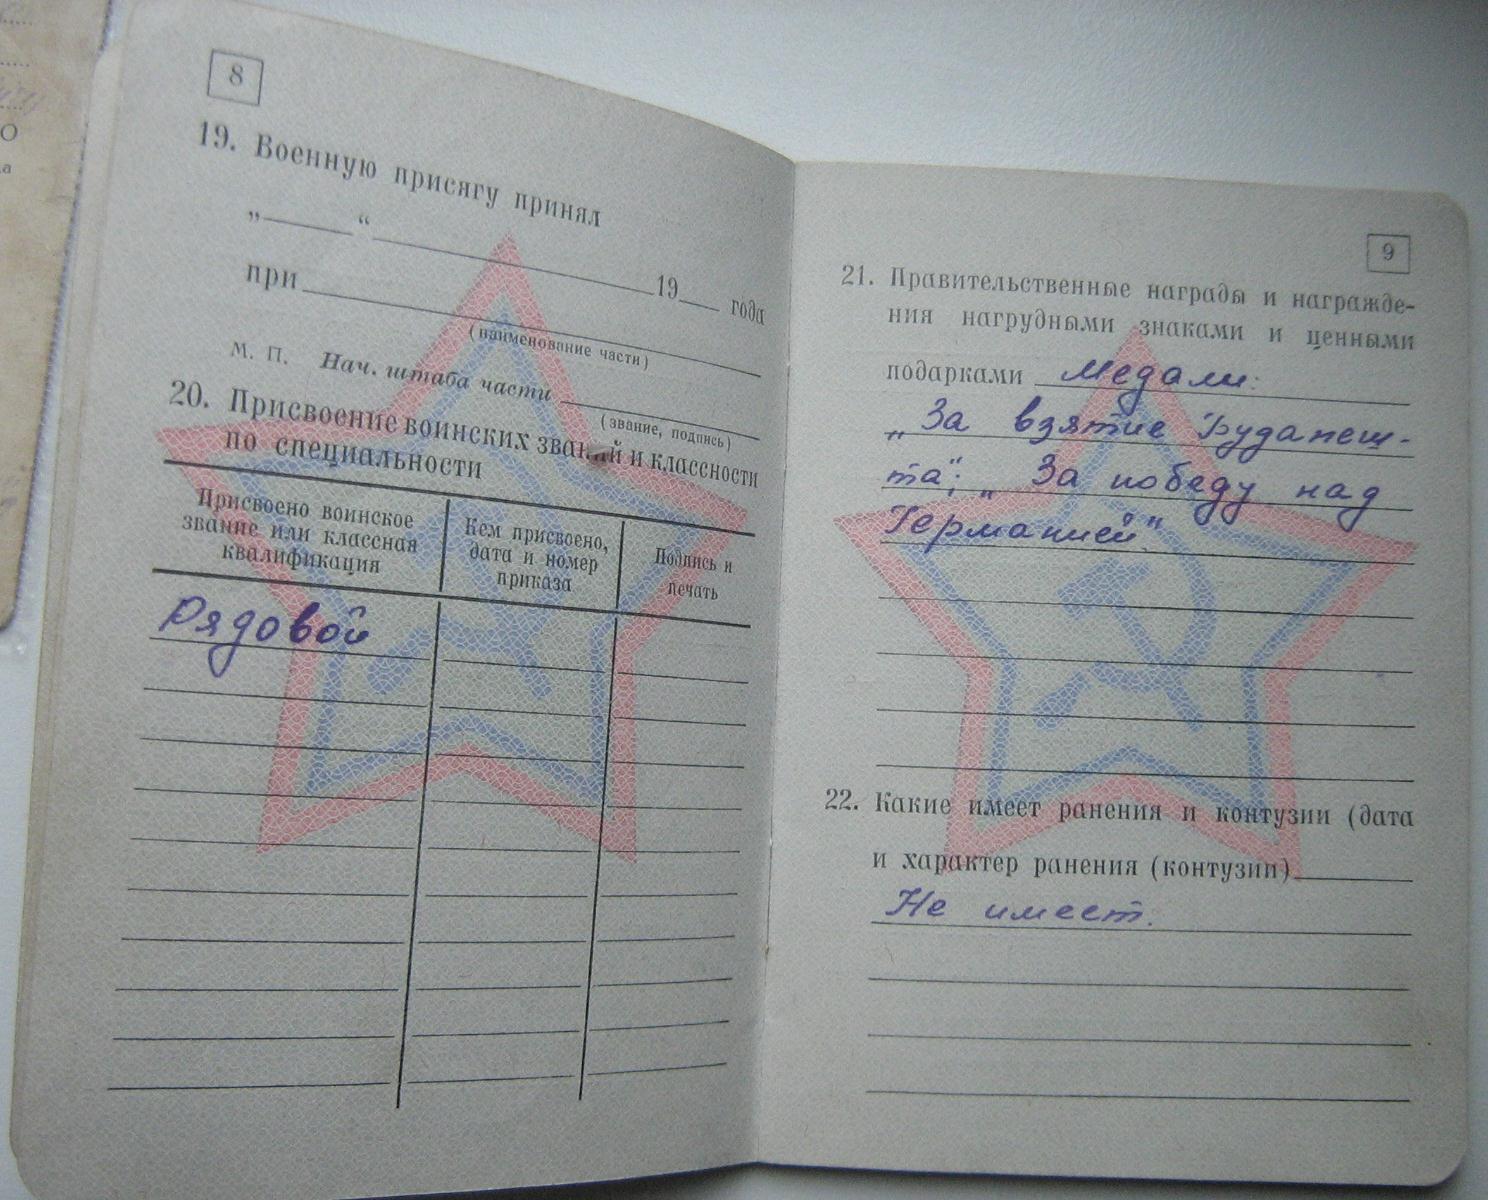 8
19. Военную присягу принял
„ “ 19 года
при
(наименование части)
М. П. Нач. штаба части
(звание, подпись)
20. Присвоение воинских званий и классности
по специальности
Присвоено воинское
звание или классная
квалификация
Кем присвоено,
дата и номер
приказа
Подпись и
печать
Рядовой
9
21. Правительственные награды и награжде-
ния нагрудными знаками и ценными
подарками Медали:
„За взятие Будапеш-
та“; „За победу над
Германией“
22. Какие имеет ранения и контузии (дата
и характер ранения (контузии)
Не имеет.